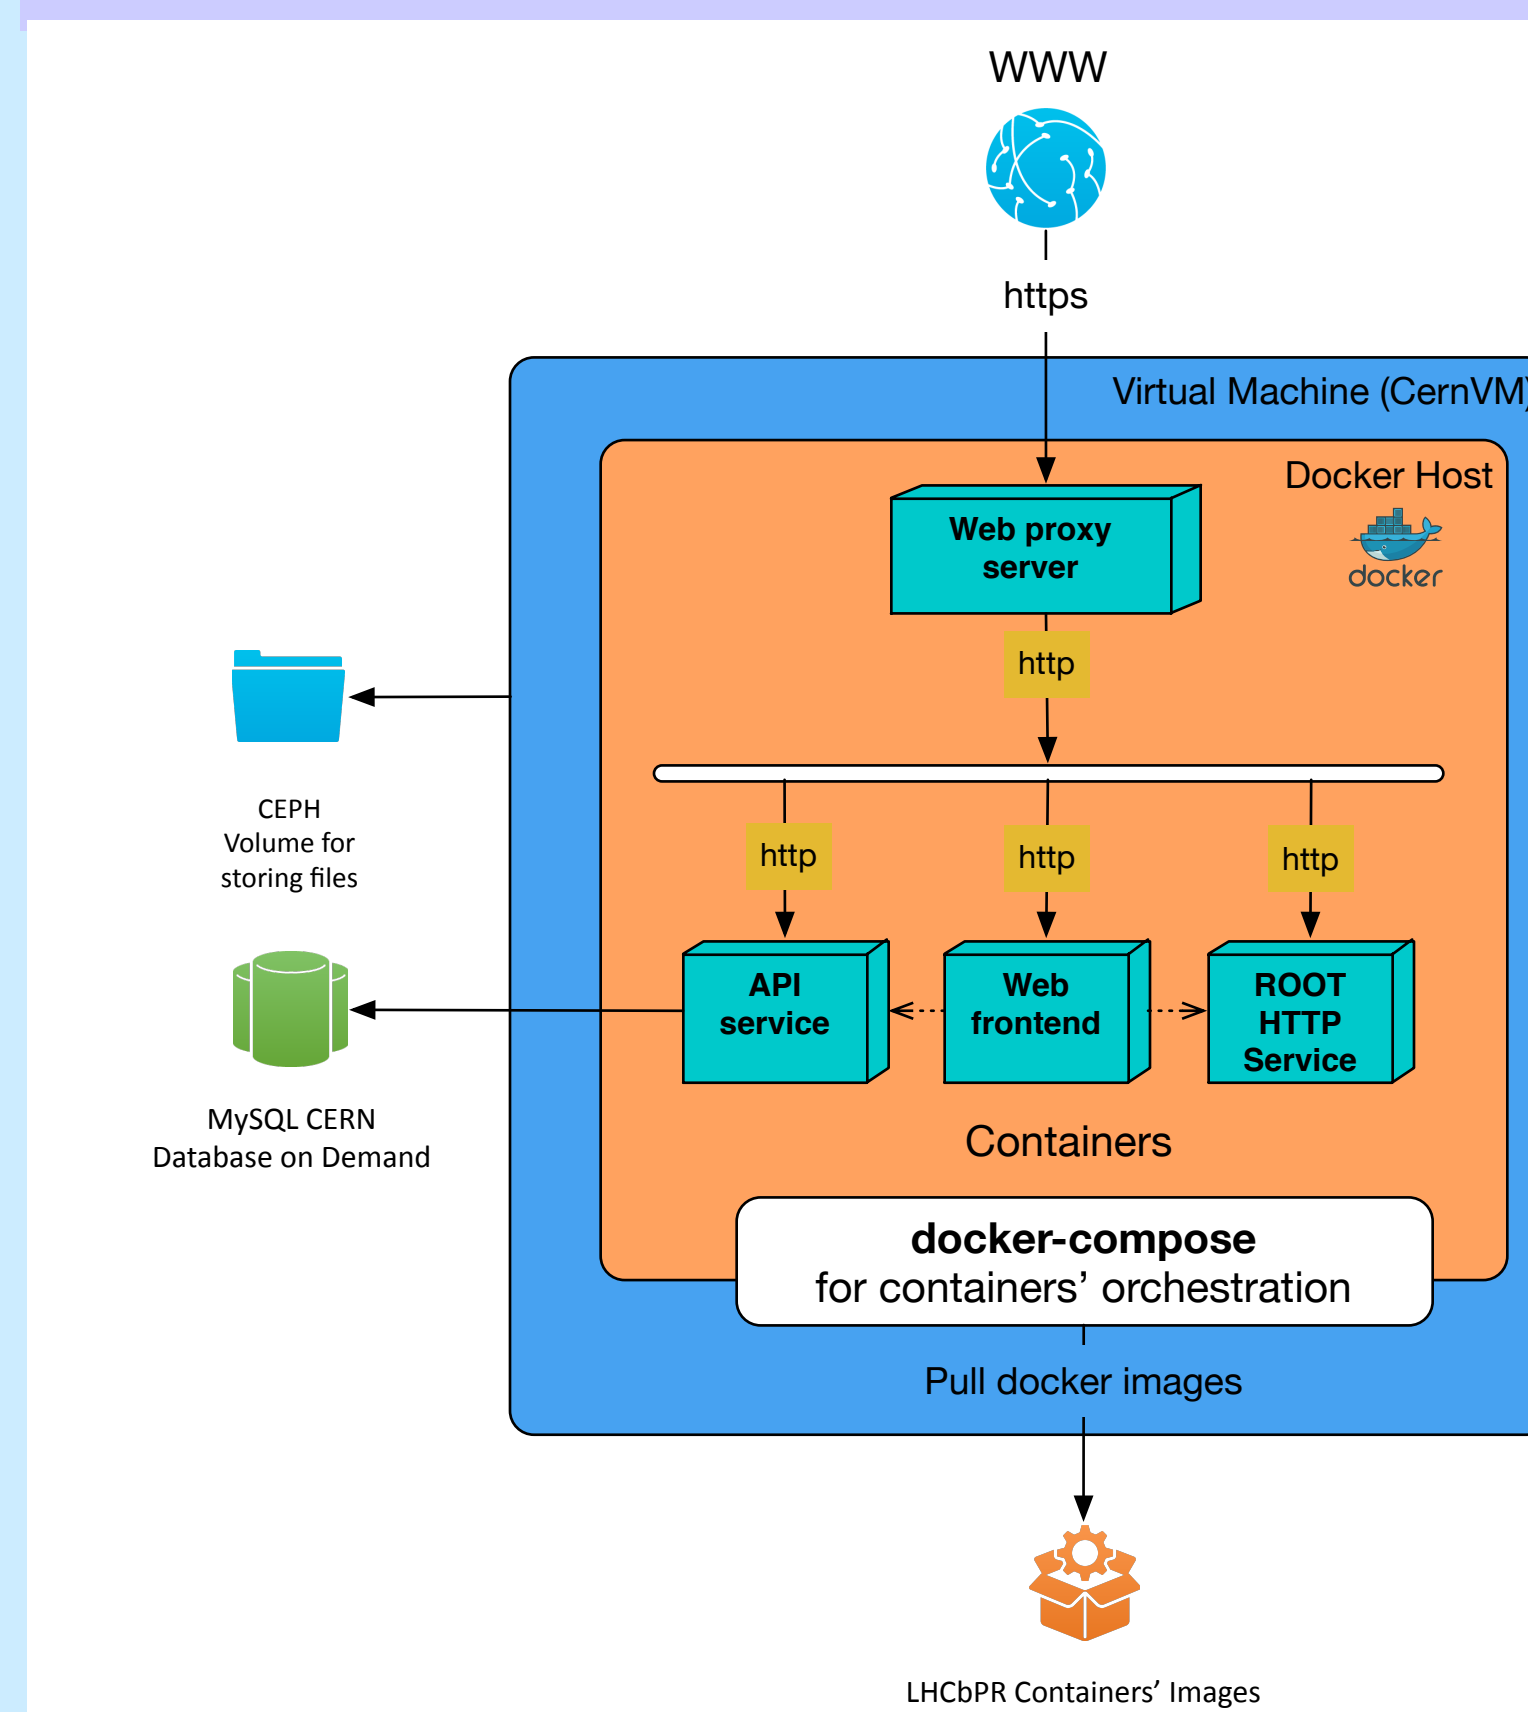 WWW
https
Virtual Machine (CernVM)
Docker Host
docker
Web proxy
server
http
http
http
http
CEPH
Volume for
storing files
API
service
Web
frontend
ROOT
HTTP
Service
MySQL CERN
Database on Demand
Containers
docker-compose
for containers’ orchestration
Pull docker images
LHCbPR Containers’ Images